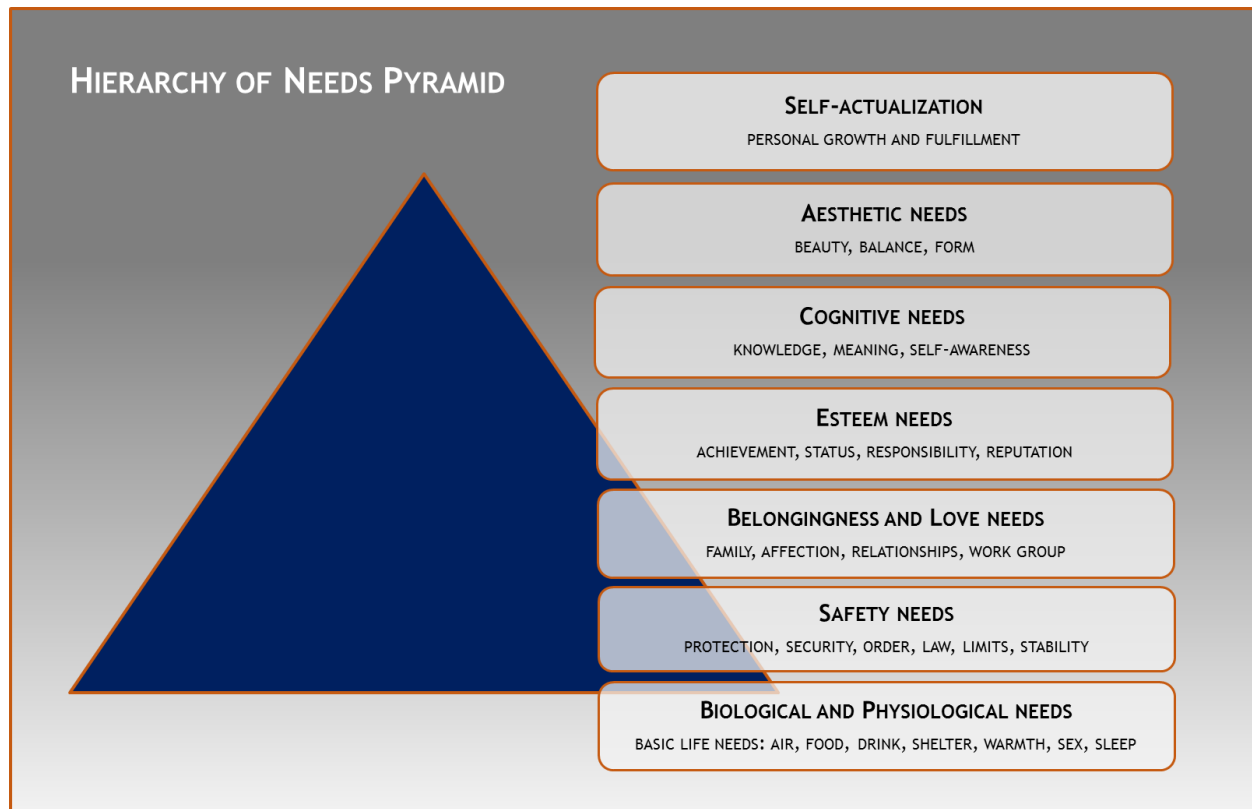 Hierarchy of Needs Pyramid
Self-actualization
personal growth and fulfillment
Aesthetic needs
beauty, balance, form
Cognitive needs
knowledge, meaning, self-awareness
Esteem needs
achievement, status, responsibility, reputation
Belongingness and Love needs
family, affection, relationships, work group
Safety needs
protection, security, order, law, limits, stability
Biological and Physiological needs
basic life needs: air, food, drink, shelter, warmth, sex, sleep